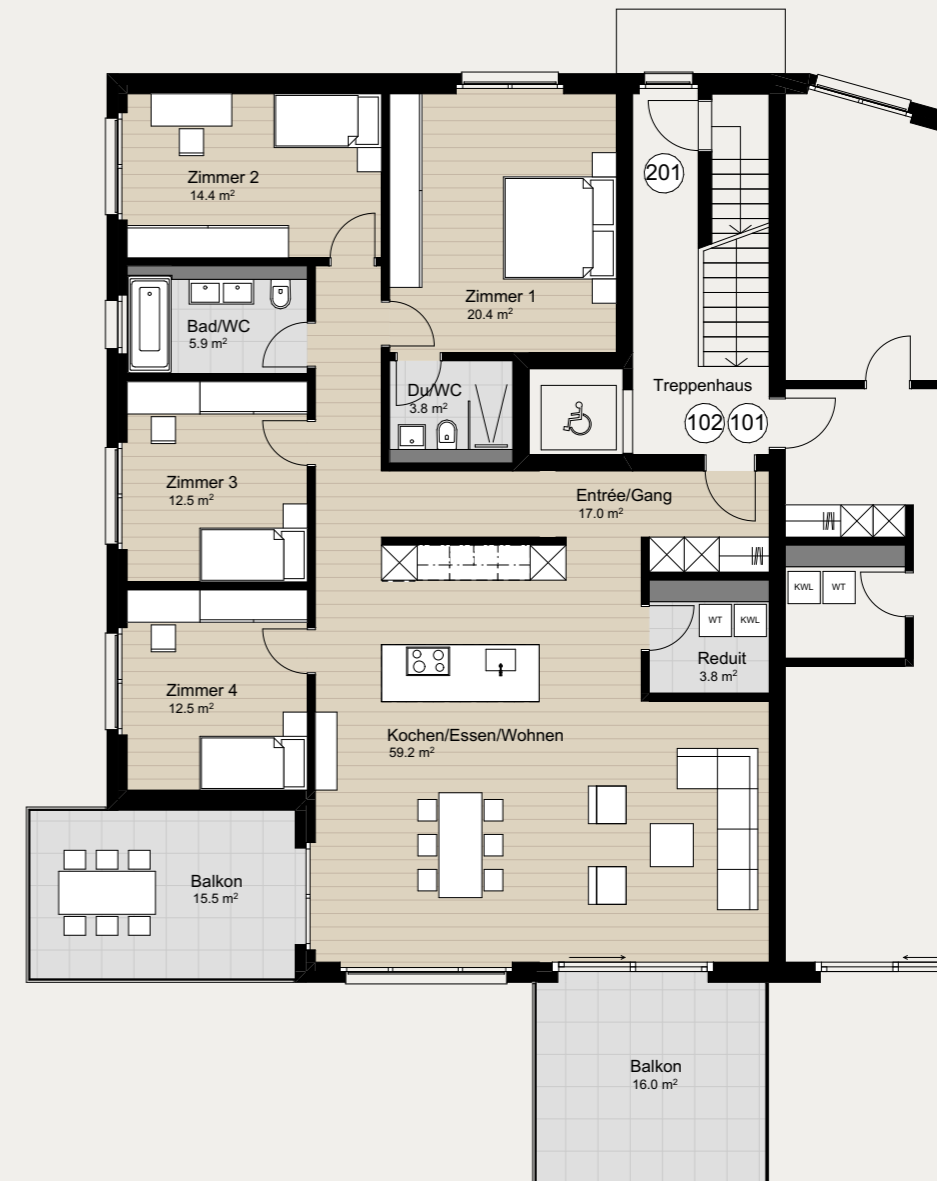 201
Zimmer 2
14.4 m²
Zimmer 1
20.4 m²
Bad/WC
5.9 m²
Treppenhaus
Du/WC
3.8 m²
102 101
Zimmer 3
12.5 m²
Entrée/Gang
17.0 m²
KWL WT
WT KWL
Reduit
3.8 m²
Zimmer 4
12.5 m²
Kochen/Essen/Wohnen
59.2 m²
Balkon
15.5 m²
Balkon
16.0 m²